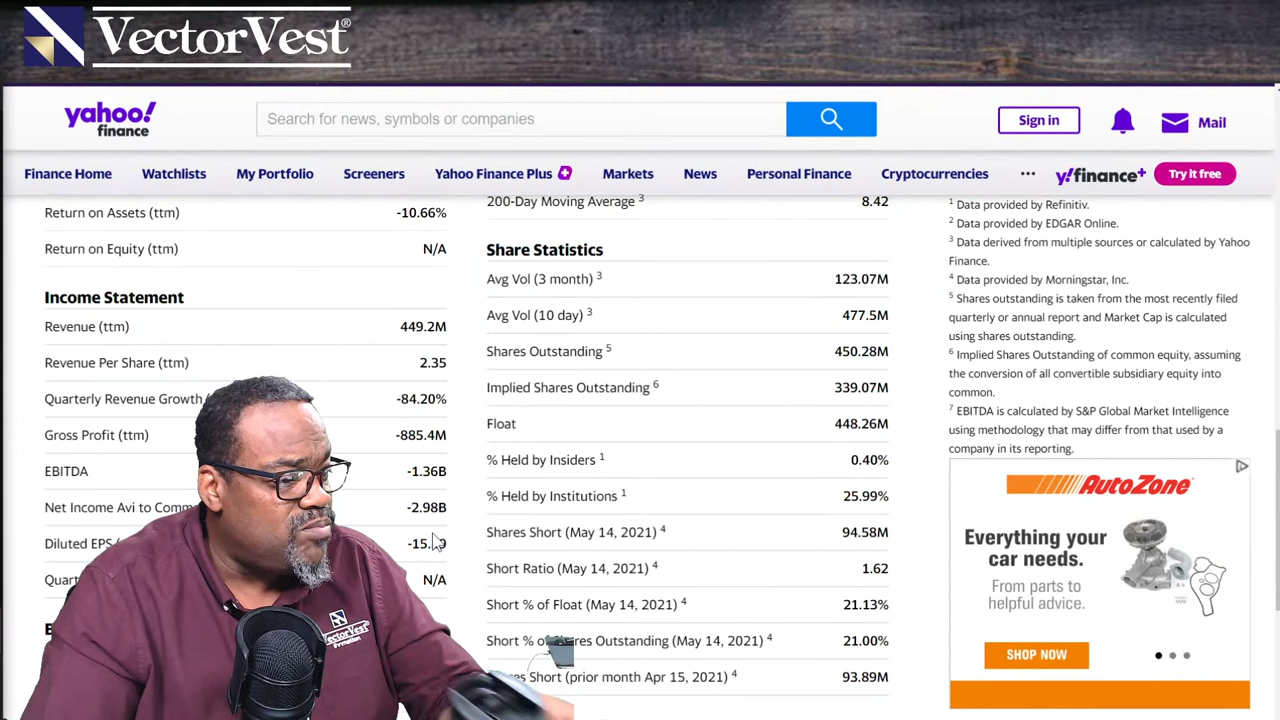 VectorVest®
yahoo!
finance
Search for news, symbols or companies
Sign in
Mail
Finance Home
Watchlists
My Portfolio
Screeners
Yahoo Finance Plus
Markets
News
Personal Finance
Cryptocurrencies
...
y!finance+
Try it free
Return on Assets (ttm) -10.66%
Return on Equity (ttm) N/A
Income Statement
Revenue (ttm) 449.2M
Revenue Per Share (ttm) 2.35
Quarterly Revenue Growth -84.20%
Gross Profit (ttm) -885.4M
EBITDA -1.36B
Net Income Avi to -2.98B
Diluted EPS
N/A
200-Day Moving Average 3 8.42
Share Statistics
Avg Vol (3 month) 3 123.07M
Avg Vol (10 day) 3 477.5M
Shares Outstanding 5 450.28M
Implied Shares Outstanding 6 339.07M
Float 448.26M
% Held by Insiders 1 0.40%
% Held by Institutions 1 25.99%
Shares Short (May 14, 2021) 4 94.58M
Short Ratio (May 14, 2021) 4 1.62
Short % of Float (May 14, 2021) 4 21.13%
Short % of Outstanding (May 14, 2021) 4 21.00%
Short (prior month Apr 15, 2021) 4 93.89M
1 Data provided by Refinitiv.
2 Data provided by EDGAR Online.
3 Data derived from multiple sources or calculated by Yahoo
Finance.
4 Data provided by Morningstar, Inc.
5 Shares outstanding is taken from the most recently filed
quarterly or annual report and Market Cap is calculated
using shares outstanding.
6 Implied Shares Outstanding of common equity, assuming
the conversion of all convertible subsidiary equity into
common.
7 EBITDA is calculated by S&P Global Market Intelligence
using methodology that may differ from that used by a
company in its reporting.
AutoZone
Everything your
car needs.
From parts to
helpful advice.
SHOP NOW
VectorVest